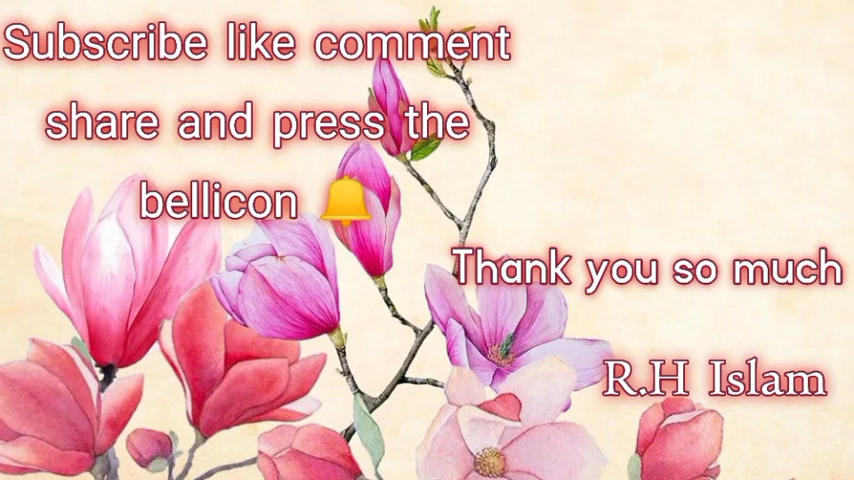 Subscribe like comment
share and press the
bellicon 🔔
Thank you so much
R.H Islam